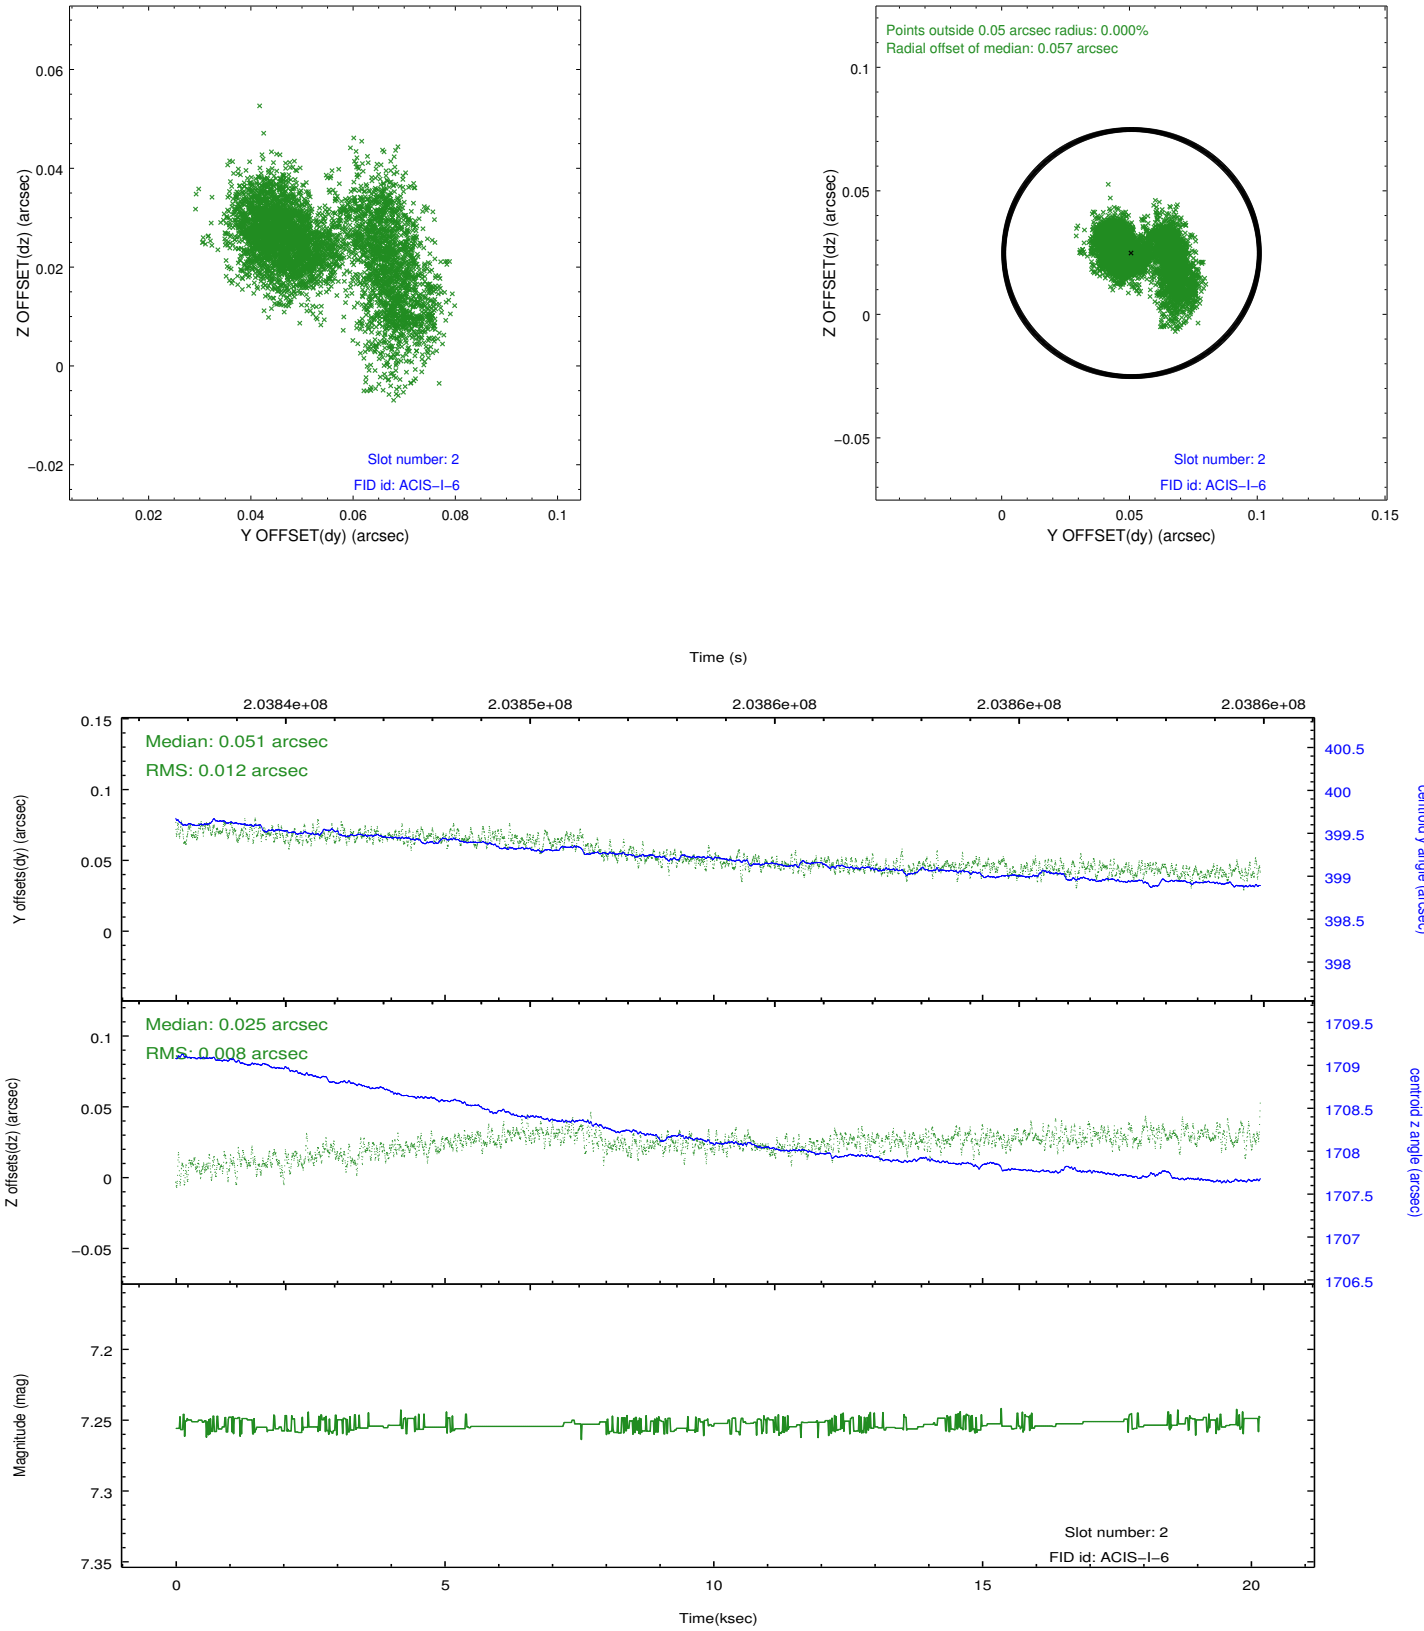 0.06
0.04
0.02
0
−0.02
Z OFFSET(dz) (arcsec)
Slot number: 2
FID id: ACIS−I−6
0.02
0.04
0.06
0.08
0.1
Y OFFSET(dy) (arcsec)
Points outside 0.05 arcsec radius: 0.000%
Radial offset of median: 0.057 arcsec
0.1
0.05
0
−0.05
Z OFFSET(dz) (arcsec)
Slot number: 2
FID id: ACIS−I−6
0
0.05
0.1
0.15
Y OFFSET(dy) (arcsec)
Time (s)
2.0384e+08
2.0385e+08
2.0386e+08
2.0386e+08
2.0386e+08
Median: 0.051 arcsec
RMS: 0.012 arcsec
0.15
0.1
0.05
0
Y offsets(dy) (arcsec)
400.5
400
399.5
399
398.5
398
centroid y angle (arcsec)
Median: 0.025 arcsec
RMS: 0.008 arcsec
0.1
0.05
0
−0.05
Z offsets(dz) (arcsec)
1709.5
1709
1708.5
1708
1707.5
1707
1706.5
centroid z angle (arcsec)
7.2
7.25
7.3
7.35
Magnitude (mag)
Slot number: 2
FID id: ACIS−I−6
0
5
10
15
20
Time(ksec)